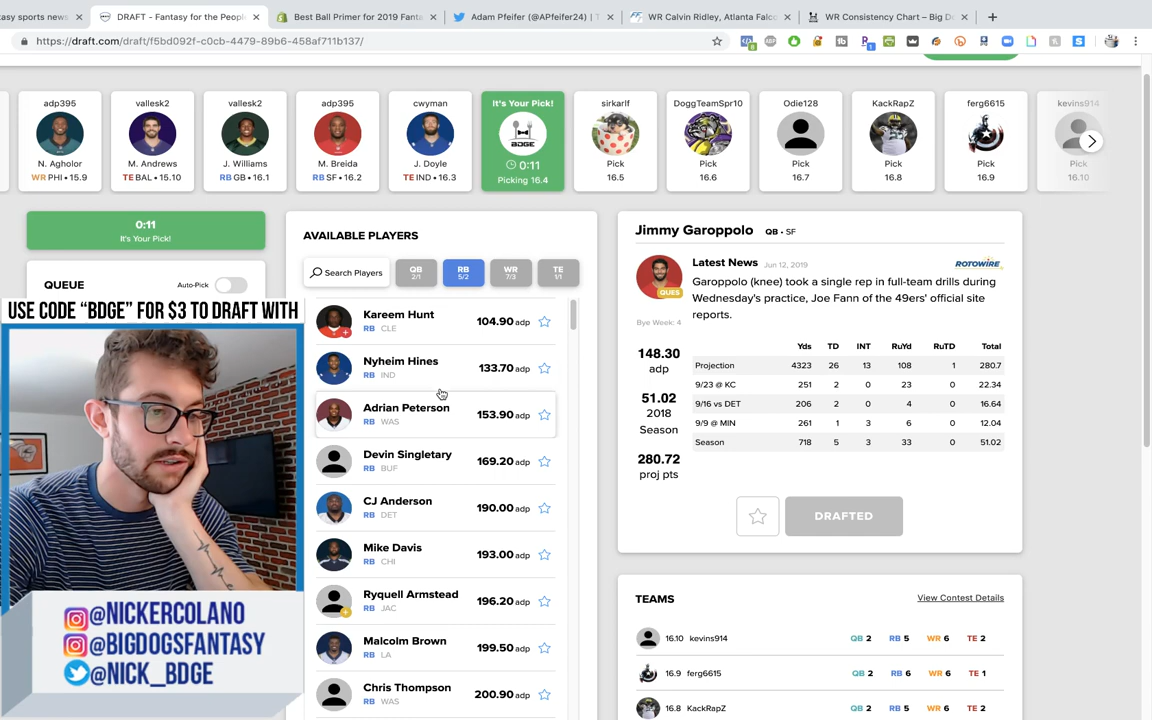 asy sports news
DRAFT - Fantasy for the Peopl
Best Ball Primer for 2019 Fanta
Adam Pfeifer (@APfeifer24) | T
WR Calvin Ridley, Atlanta Falc
WR Consistency Chart – Big D
https://draft.com/draft/f5bd092f-c0cb-4479-89b6-458af711b137/
adp395
N. Agholor
WR PHI • 15.9
vallesk2
M. Andrews
TE BAL • 15.10
vallesk2
J. Williams
RB GB • 16.1
adp395
M. Breida
RB SF • 16.2
cwyman
J. Doyle
TE IND • 16.3
It's Your Pick!
BDGE
0:11
Picking 16.4
sirkarlf
Pick
16.5
DoggTeamSpr10
Pick
16.6
Odie128
Pick
16.7
KackRapZ
Pick
16.8
ferg6615
Pick
16.9
kevins914
Pick
16.10
0:11
It's Your Pick!
QUEUE
Auto-Pick
AVAILABLE PLAYERS
Search Players
QB
2/1
RB
5/2
WR
7/3
TE
1/1
Kareem Hunt
RB CLE
104.90 adp
Nyheim Hines
RB IND
133.70 adp
Adrian Peterson
RB WAS
153.90 adp
Devin Singletary
RB BUF
169.20 adp
CJ Anderson
RB DET
190.00 adp
Mike Davis
RB CHI
193.00 adp
Ryquell Armstead
RB JAC
196.20 adp
Malcolm Brown
RB LA
199.50 adp
Chris Thompson
RB WAS
200.90 adp
Jimmy Garoppolo QB • SF
QUES
Bye Week: 4
Latest News Jun 12, 2019
ROTOWIRE
Garoppolo (knee) took a single rep in full-team drills during
Wednesday's practice, Joe Fann of the 49ers' official site
reports.
148.30
adp
51.02
2018
Season
280.72
proj pts
Yds TD INT RuYd RuTD Total
Projection 4323 26 13 108 1 280.7
9/23 @ KC 251 2 0 23 0 22.34
9/16 vs DET 206 2 0 4 0 16.64
9/9 @ MIN 261 1 3 6 0 12.04
Season 718 5 3 33 0 51.02
DRAFTED
TEAMS
View Contest Details
16.10 kevins914 QB 2 RB 5 WR 6 TE 2
16.9 ferg6615 QB 2 RB 6 WR 6 TE 1
16.8 KackRapZ QB 2 RB 5 WR 6 TE 2
USE CODE "BDGE" FOR $3 TO DRAFT WITH
@NICKERCOLANO
@BIGDOGSFANTASY
@NICK_BDGE